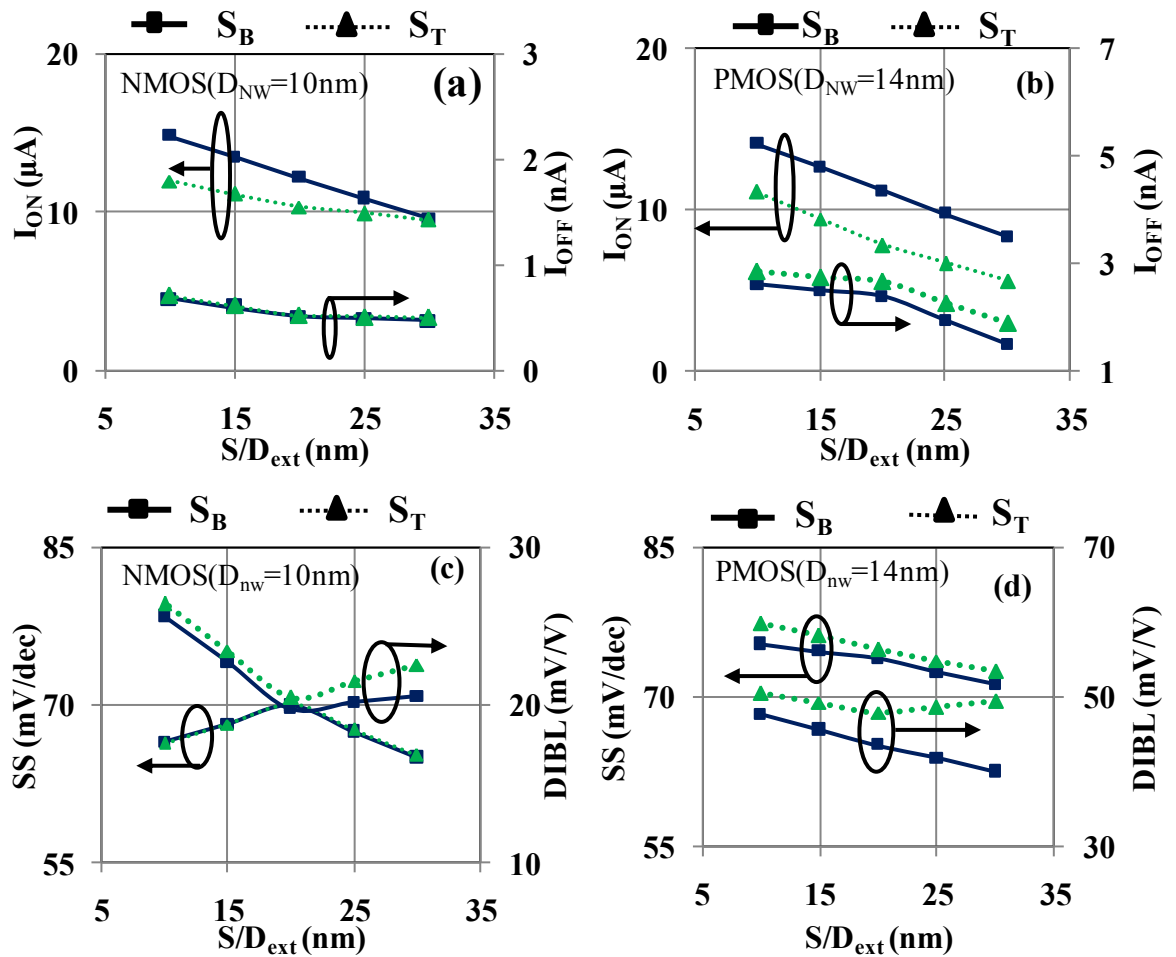 S_B S_T
20 3
NMOS(D_NW=10nm) (a)
2
10
1
0 0
5 15 25 35
I_ON (μA)
I_OFF (nA)
S/D_ext (nm)
S_B S_T
20 7
PMOS(D_NW=14nm) (b)
5
10
3
0 1
5 15 25 35
I_ON (μA)
I_OFF (nA)
S/D_ext (nm)
S_B S_T
85 30
NMOS(D_nw=10nm) (c)
70 20
55 10
5 15 25 35
SS (mV/dec)
DIBL (mV/V)
S/D_ext (nm)
S_B S_T
85 70
PMOS(D_nw=14nm) (d)
70 50
55 30
5 15 25 35
SS (mV/dec)
DIBL (mV/V)
S/D_ext (nm)